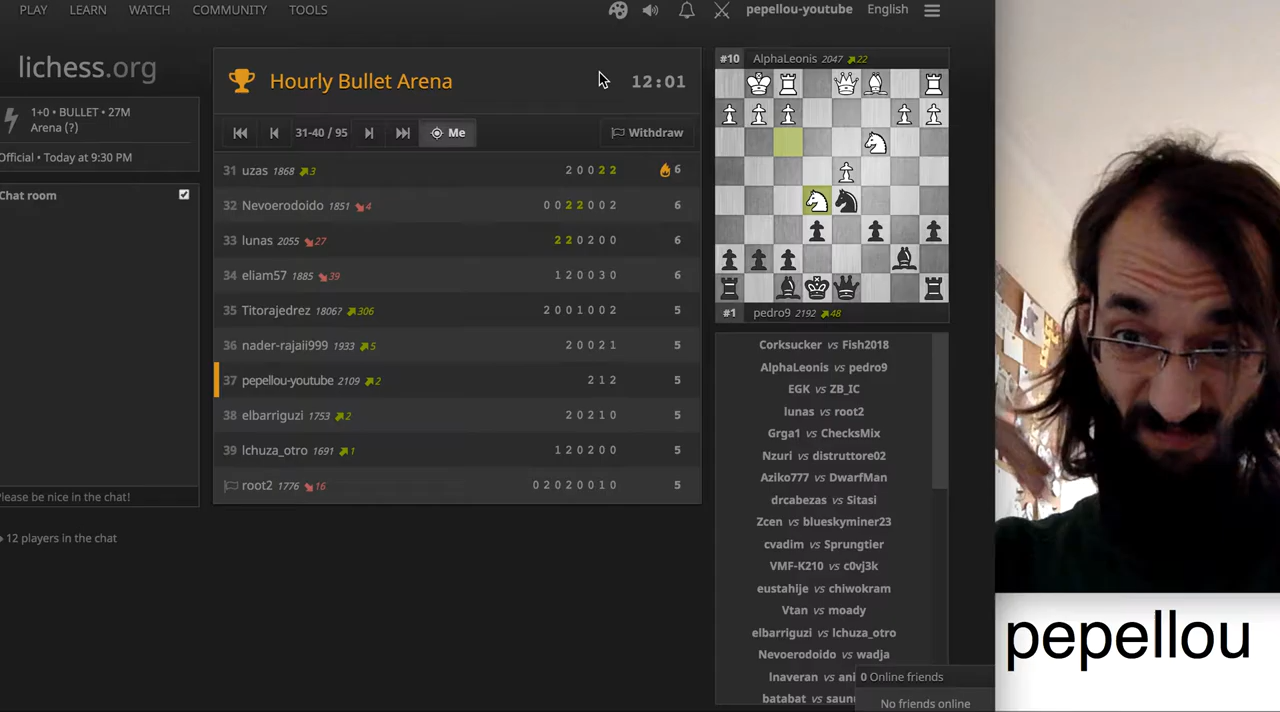 PLAY LEARN WATCH COMMUNITY TOOLS pepellou-youtube English
lichess.org
1+0 • BULLET • 27M
Arena (?)
Official • Today at 9:30 PM
Chat room
Please be nice in the chat!
12 players in the chat
Hourly Bullet Arena 12:01
31-40 / 95 Me Withdraw
31 uzas 1868 3 2 0 0 2 2 6
32 Nevoerodoido 1851 4 0 0 2 2 0 0 2 6
33 lunas 2055 27 2 2 0 2 0 0 6
34 eliam57 1885 39 1 2 0 0 3 0 6
35 Titorajedrez 18067 306 2 0 0 1 0 0 2 5
36 nader-rajaii999 1933 5 2 0 0 2 1 5
37 pepellou-youtube 2109 2 2 1 2 5
38 elbarriguzi 1753 2 2 0 2 1 0 5
39 lchuza_otro 1691 1 1 2 0 2 0 0 5
root2 1776 16 0 2 0 2 0 0 1 0 5
#10 AlphaLeonis 2047 22
#1 pedro9 2192 48
Corksucker vs Fish2018
AlphaLeonis vs pedro9
EGK vs ZB_IC
lunas vs root2
Grga1 vs ChecksMix
Nzuri vs distruttore02
Aziko777 vs DwarfMan
drcabezas vs Sitasi
Zcen vs blueskyminer23
cvadim vs Sprungtier
VMF-K210 vs c0vj3k
eustahije vs chiwokram
Vtan vs moady
elbarriguzi vs lchuza_otro
Nevoerodoido vs wadja
Inaveran vs ani
batabat vs saun
0 Online friends
No friends online
pepellou